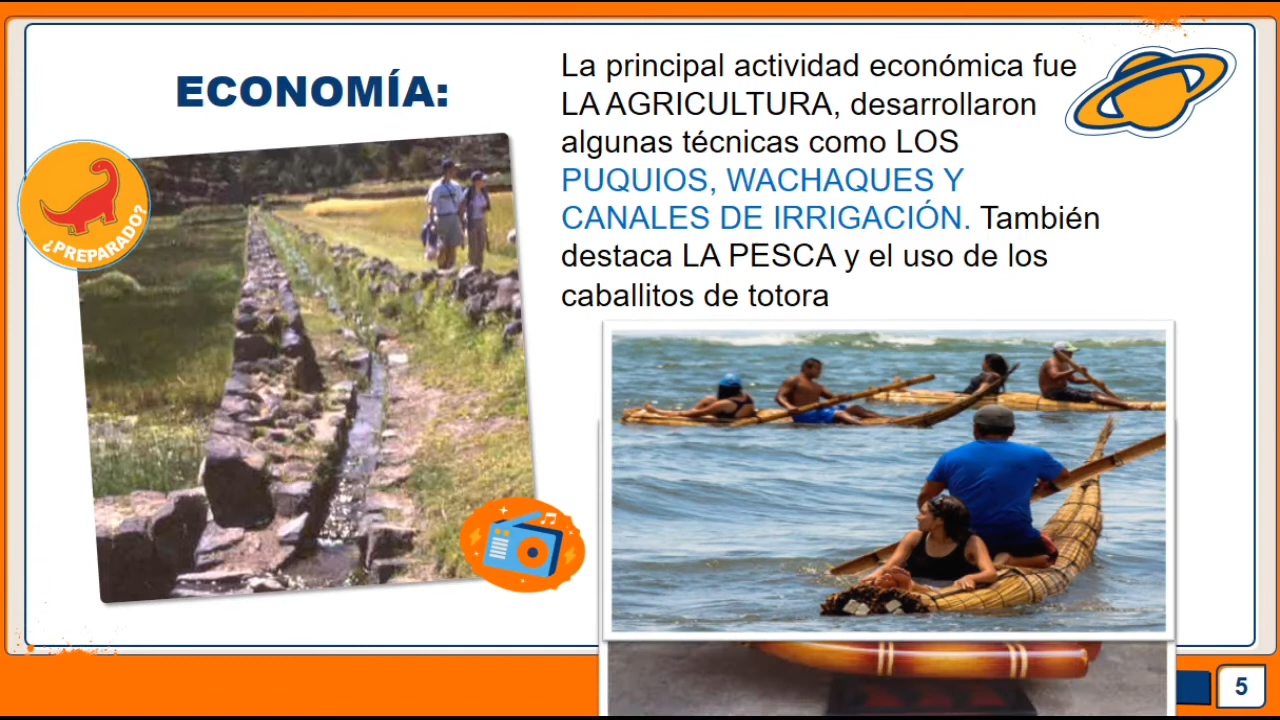 ECONOMÍA:
La principal actividad económica fue
LA AGRICULTURA, desarrollaron
algunas técnicas como LOS
PUQUIOS, WACHAQUES Y
CANALES DE IRRIGACIÓN. También
destaca LA PESCA y el uso de los
caballitos de totora
¿PREPARADO?
5